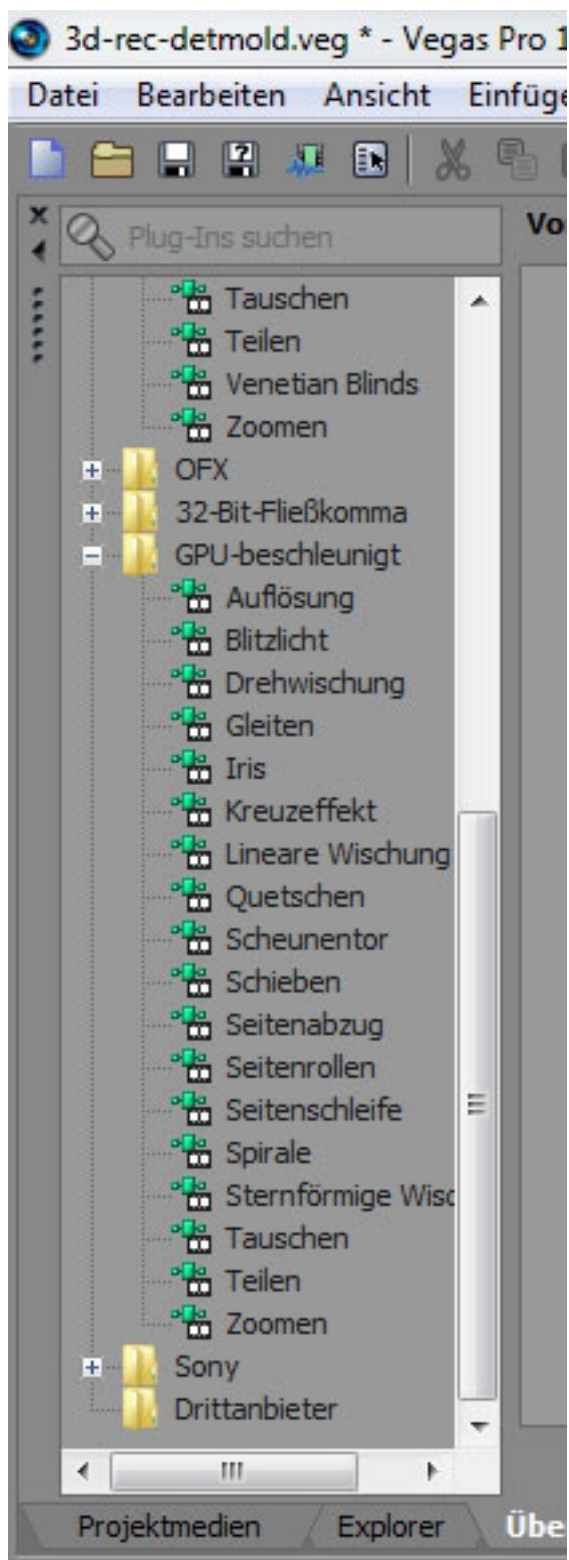 3d-rec-detmold.veg * - Vegas Pro 1
Datei Bearbeiten Ansicht Einfüge
Plug-Ins suchen
Vo
Tauschen
Teilen
Venetian Blinds
Zoomen
OFX
32-Bit-Fließkomma
GPU-beschleunigt
Auflösung
Blitzlicht
Drehwischung
Gleiten
Iris
Kreuzeffekt
Lineare Wischung
Quetschen
Scheunentor
Schieben
Seitenabzug
Seitenrollen
Seitenschleife
Spirale
Sternförmige Wisc
Tauschen
Teilen
Zoomen
Sony
Drittanbieter
Projektmedien Explorer Übe